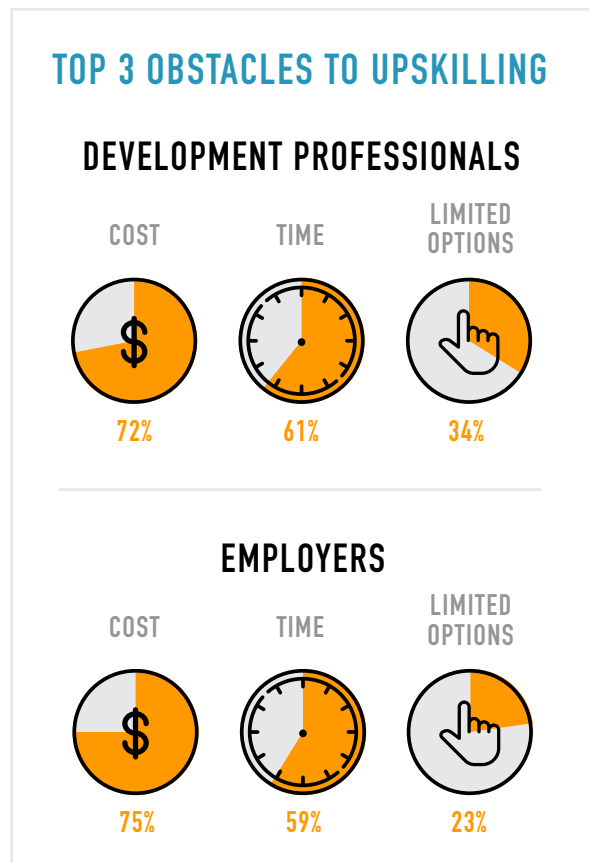 TOP 3 OBSTACLES TO UPSKILLING
DEVELOPMENT PROFESSIONALS
COST
TIME
LIMITED
OPTIONS
$
72%
61%
34%
EMPLOYERS
COST
TIME
LIMITED
OPTIONS
$
75%
59%
23%